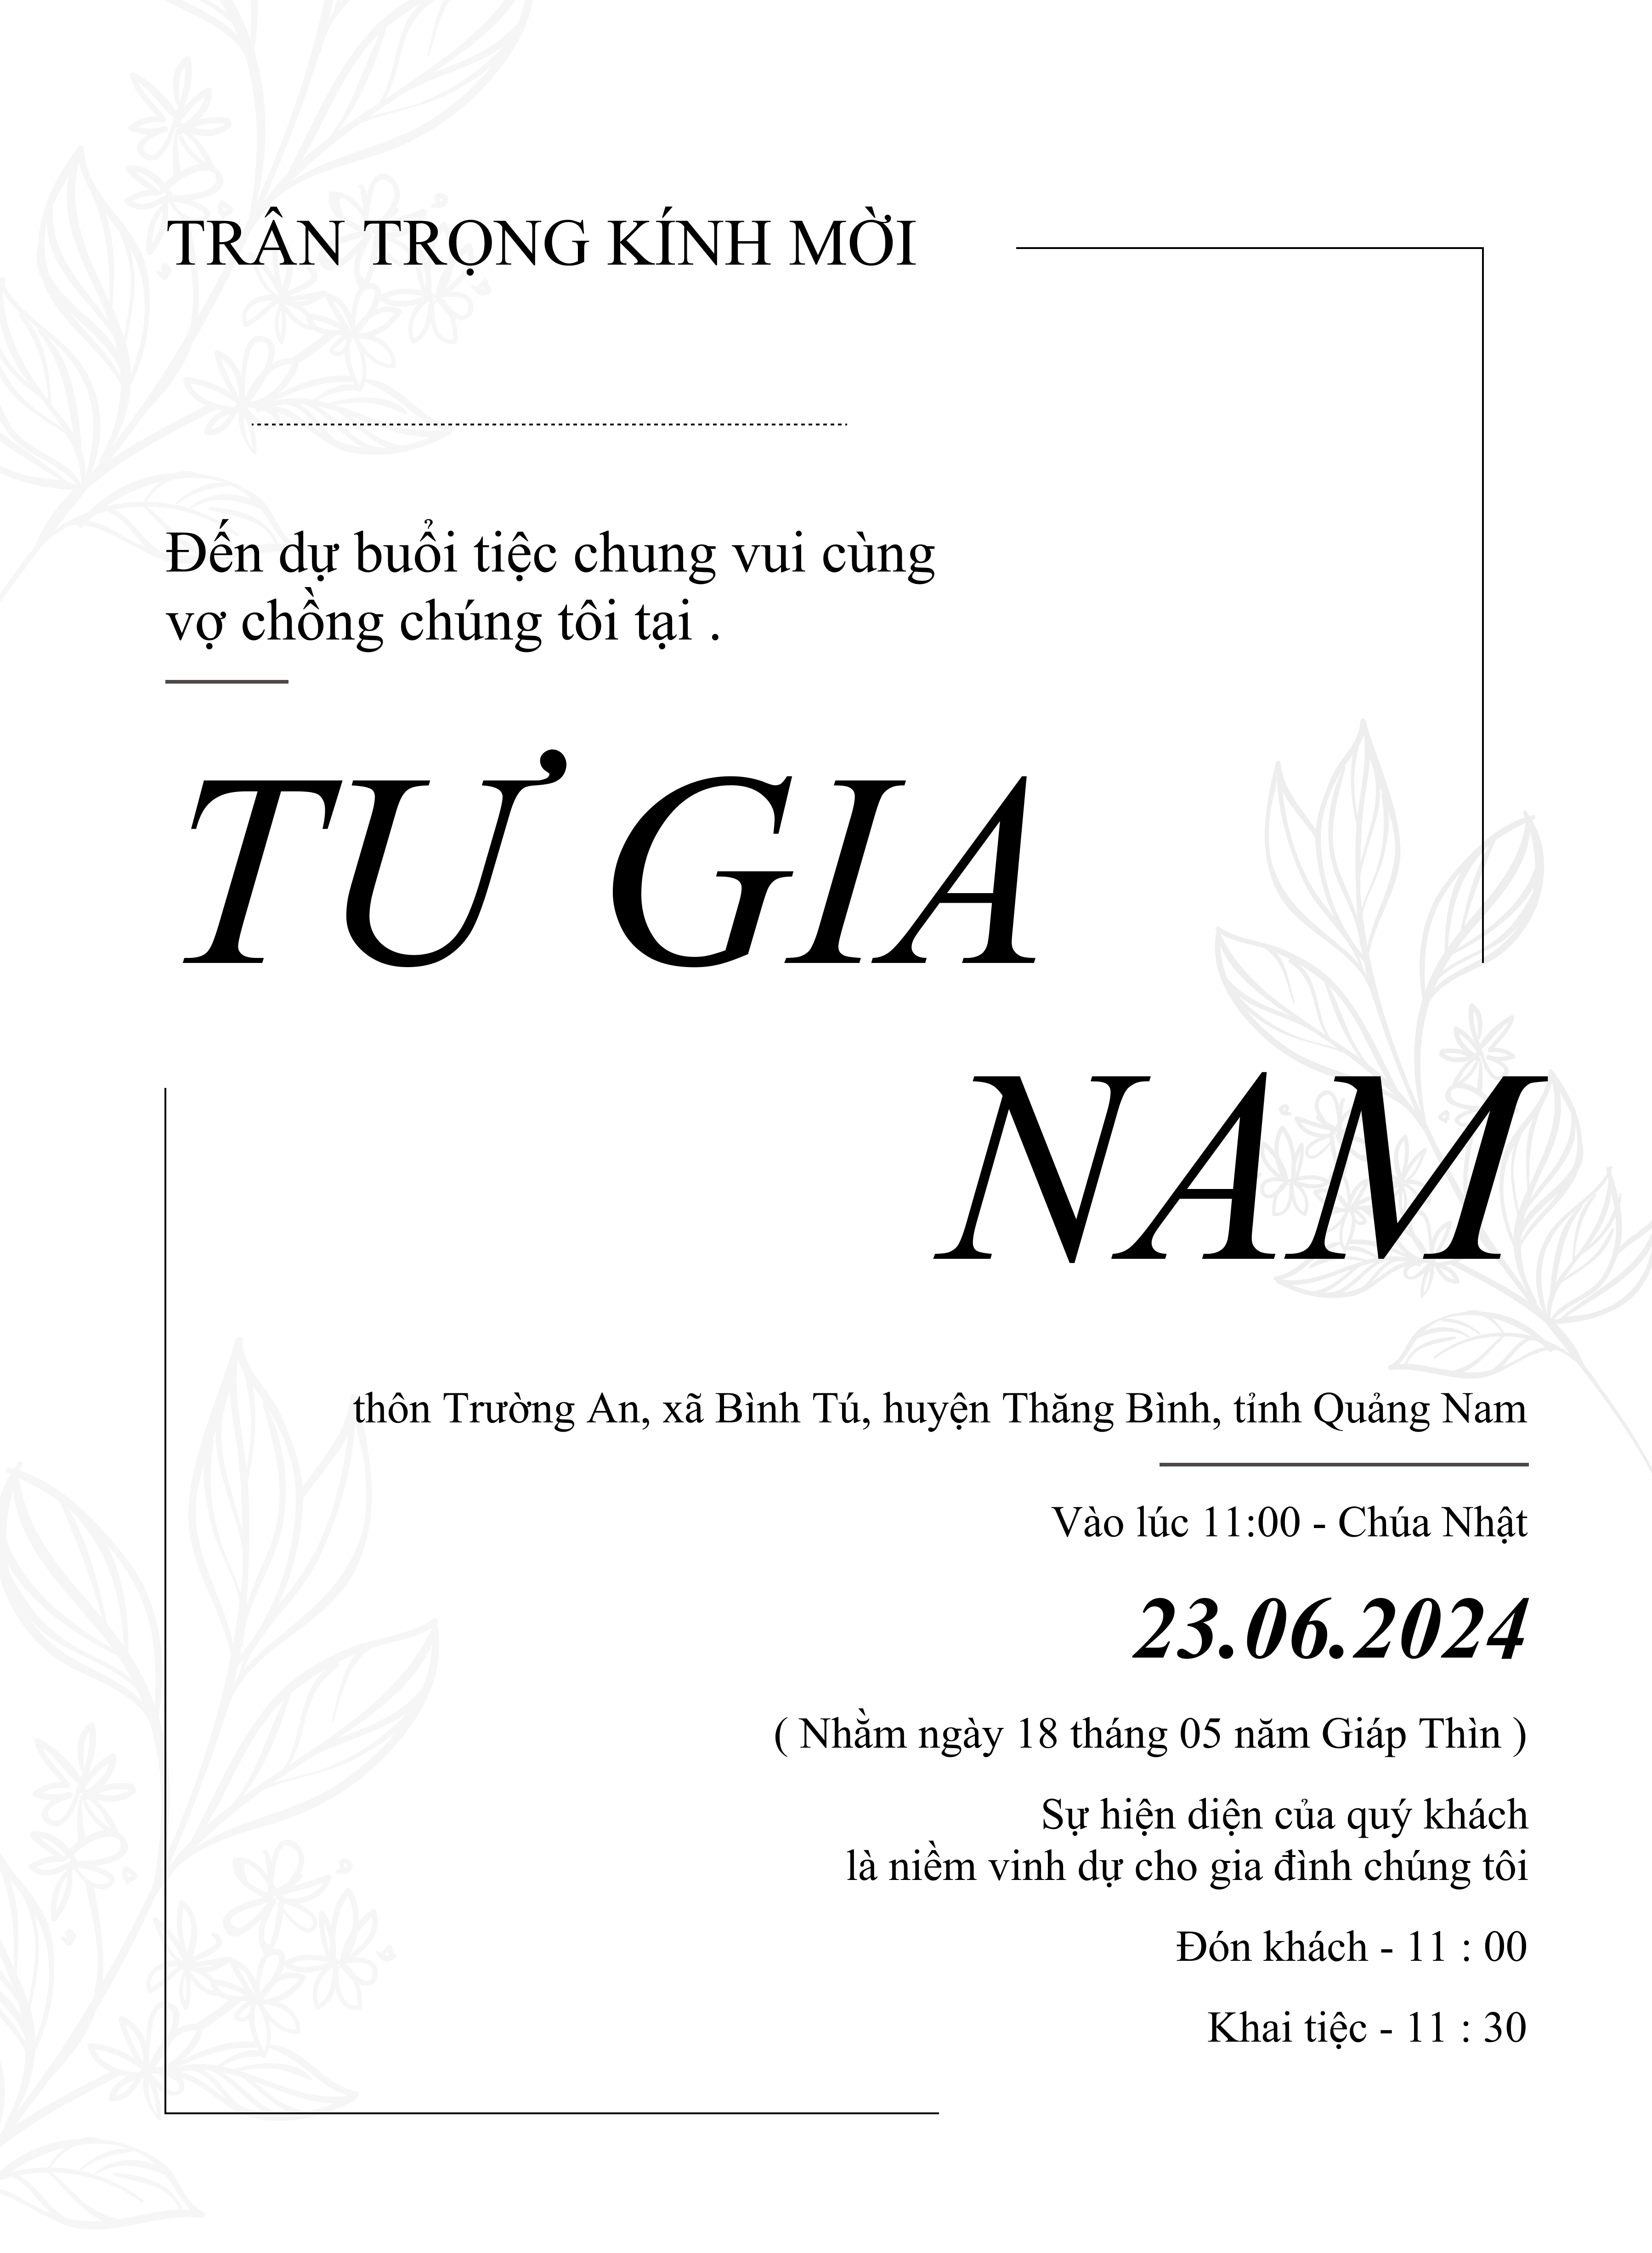 TRÂN TRỌNG KÍNH MỜI
Đến dự buổi tiệc chung vui cùng
vợ chồng chúng tôi tại .
TƯ GIA
NAM
thôn Trường An, xã Bình Tú, huyện Thăng Bình, tỉnh Quảng Nam
Vào lúc 11:00 - Chúa Nhật
23.06.2024
( Nhằm ngày 18 tháng 05 năm Giáp Thìn )
Sự hiện diện của quý khách
là niềm vinh dự cho gia đình chúng tôi
Đón khách - 11 : 00
Khai tiệc - 11 : 30